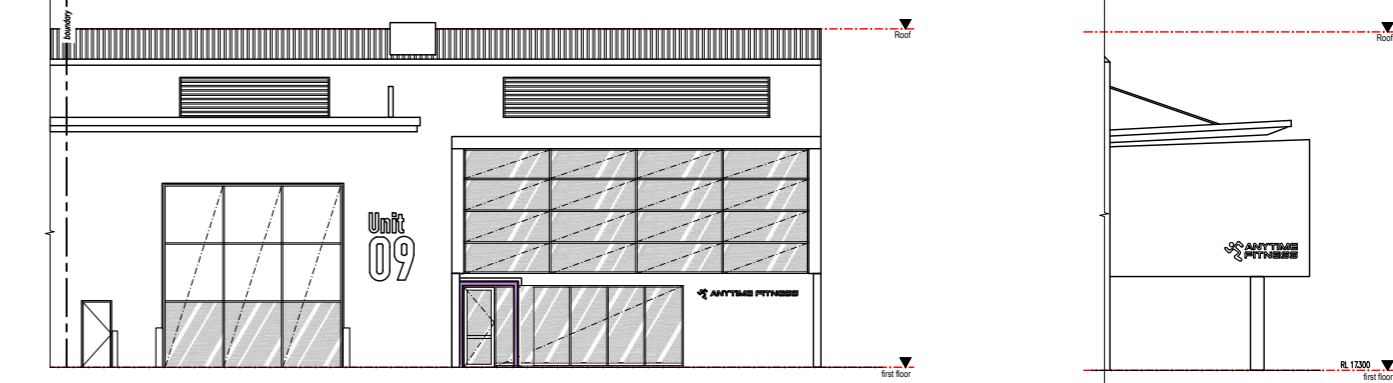 boundary
Roof
Roof
Unit
09
ANYTIME
FITNESS
ANYTIME FITNESS
RL 17.300
first floor
first floor